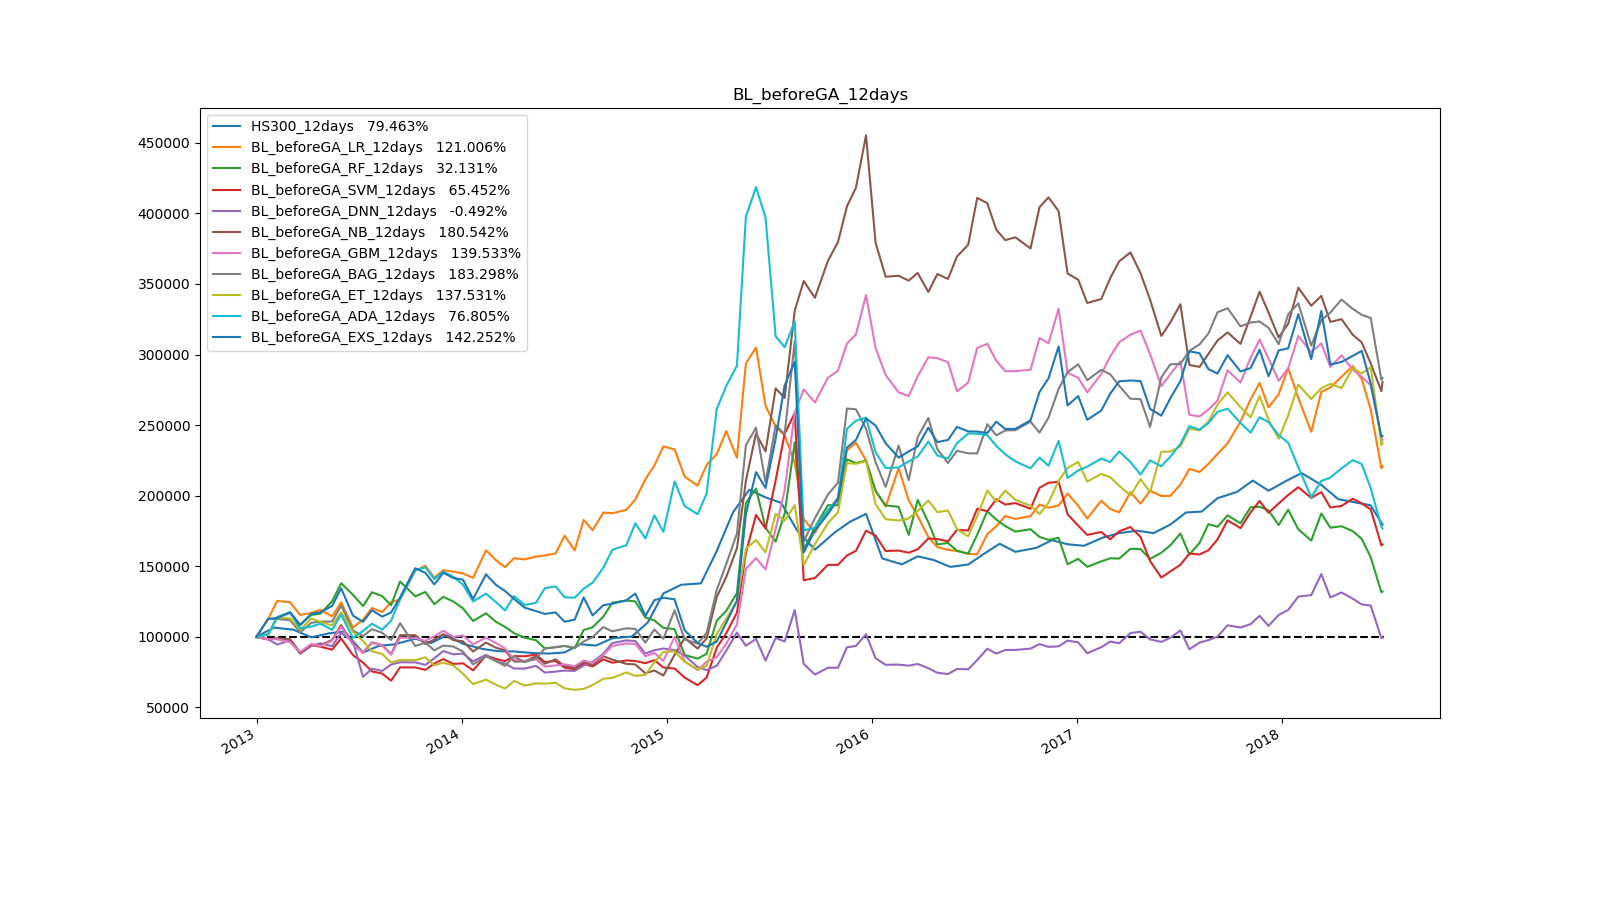 BL_beforeGA_12days
450000
400000
350000
300000
250000
200000
150000
100000
50000
HS300_12days 79.463%
BL_beforeGA_LR_12days 121.006%
BL_beforeGA_RF_12days 32.131%
BL_beforeGA_SVM_12days 65.452%
BL_beforeGA_DNN_12days -0.492%
BL_beforeGA_NB_12days 180.542%
BL_beforeGA_GBM_12days 139.533%
BL_beforeGA_BAG_12days 183.298%
BL_beforeGA_ET_12days 137.531%
BL_beforeGA_ADA_12days 76.805%
BL_beforeGA_EXS_12days 142.252%
2013
2014
2015
2016
2017
2018